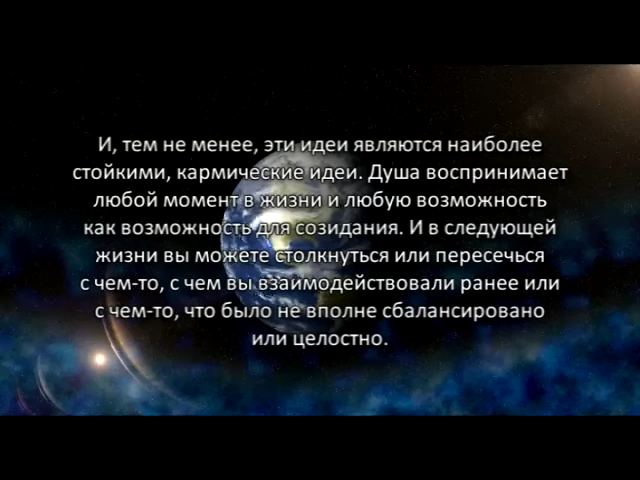 И, тем не менее, эти идеи являются наиболее
стойкими, кармические идеи. Душа воспринимает
любой момент в жизни и любую возможность
как возможность для созидания. И в следующей
жизни вы можете столкнуться или пересечься
с чем-то, с чем вы взаимодействовали ранее или
с чем-то, что было не вполне сбалансировано
или целостно.